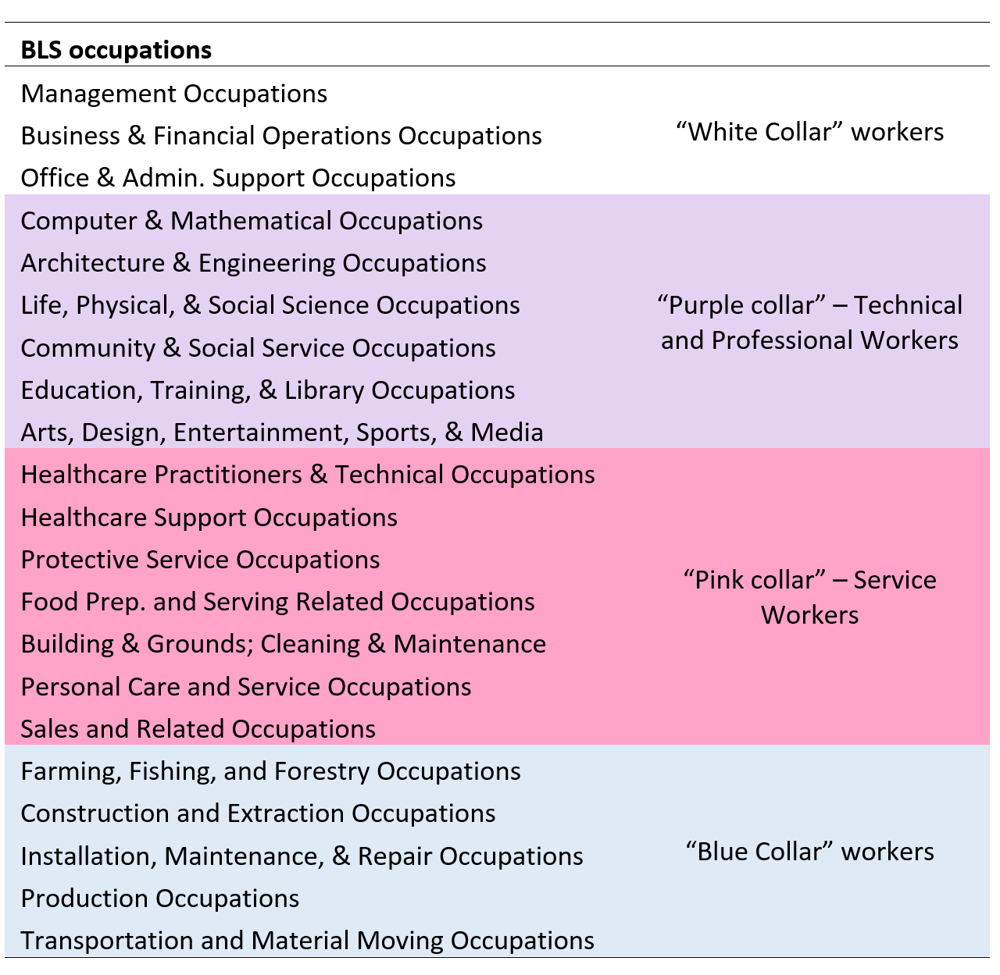 BLS occupations
Management Occupations
Business & Financial Operations Occupations
Office & Admin. Support Occupations
“White Collar” workers
Computer & Mathematical Occupations
Architecture & Engineering Occupations
Life, Physical, & Social Science Occupations
Community & Social Service Occupations
Education, Training, & Library Occupations
Arts, Design, Entertainment, Sports, & Media
“Purple collar” – Technical
and Professional Workers
Healthcare Practitioners & Technical Occupations
Healthcare Support Occupations
Protective Service Occupations
Food Prep. and Serving Related Occupations
Building & Grounds; Cleaning & Maintenance
Personal Care and Service Occupations
Sales and Related Occupations
“Pink collar” – Service
Workers
Farming, Fishing, and Forestry Occupations
Construction and Extraction Occupations
Installation, Maintenance, & Repair Occupations
Production Occupations
Transportation and Material Moving Occupations
“Blue Collar” workers